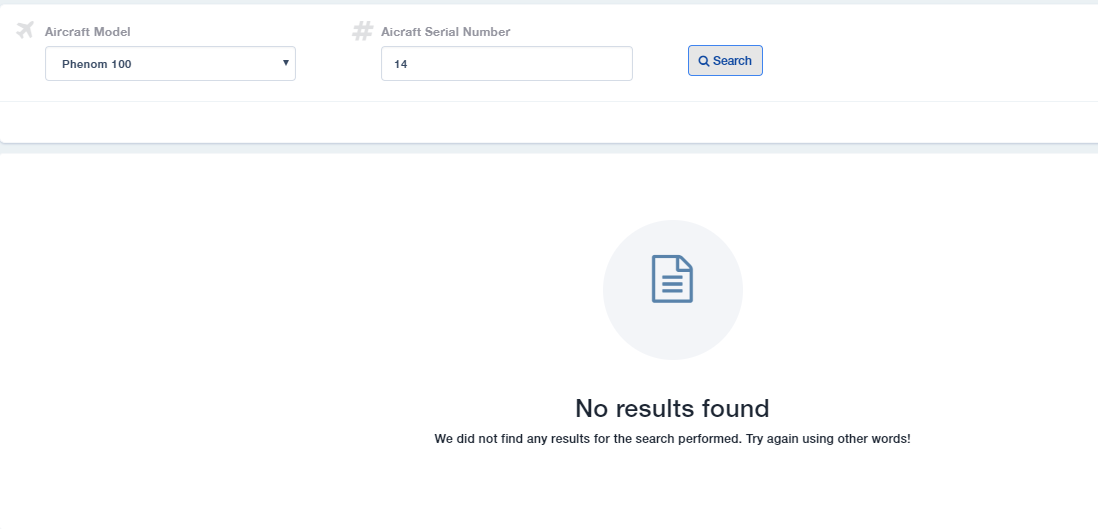 Aircraft Model
Phenom 100
Aicraft Serial Number
14
Search
No results found
We did not find any results for the search performed. Try again using other words!